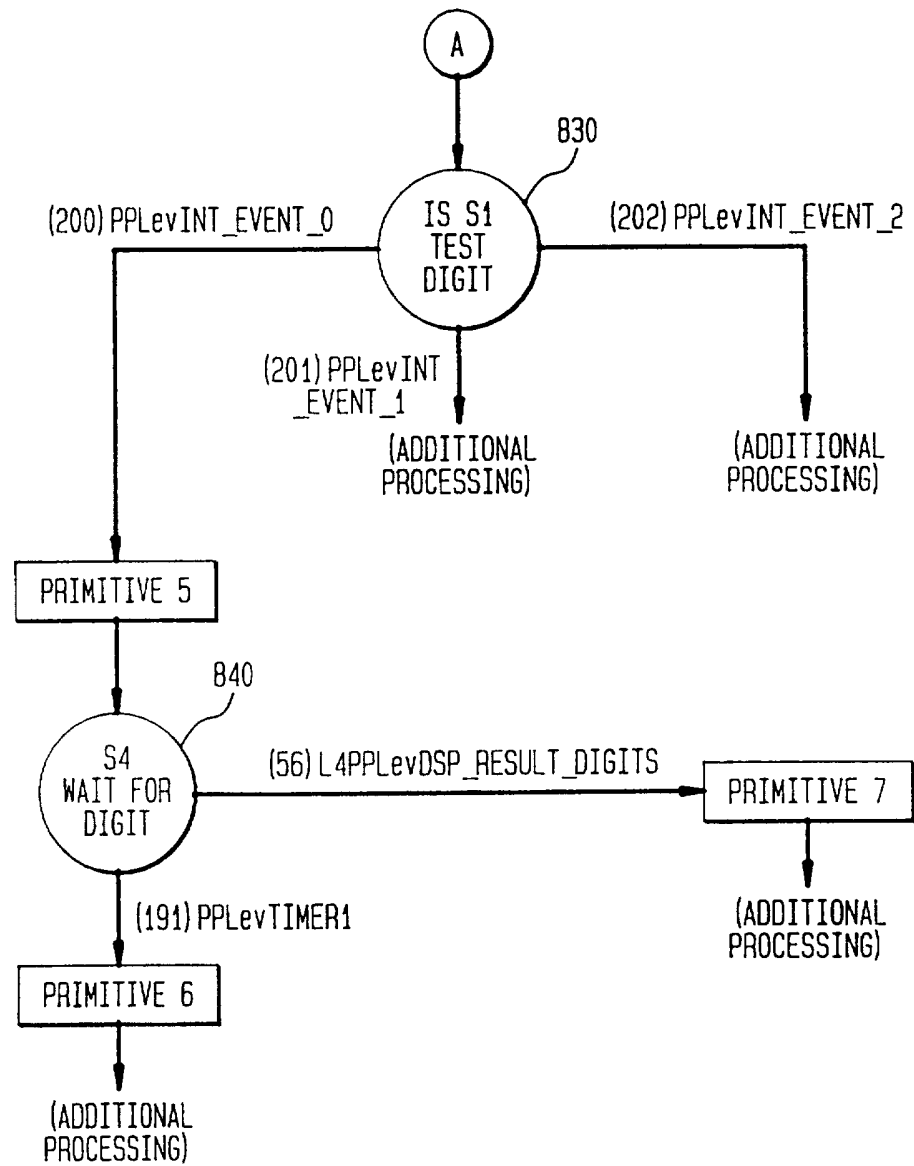 A
830
(200) PPLevINT_EVENT_0
IS S1
TEST
DIGIT
(202) PPLevINT_EVENT_2
(201) PPLevINT
_EVENT_1
(ADDITIONAL
PROCESSING)
(ADDITIONAL
PROCESSING)
PRIMITIVE 5
840
S4
WAIT FOR
DIGIT
(56) L4PPLevDSP_RESULT_DIGITS
PRIMITIVE 7
(191) PPLevTIMER1
(ADDITIONAL
PROCESSING)
PRIMITIVE 6
(ADDITIONAL
PROCESSING)